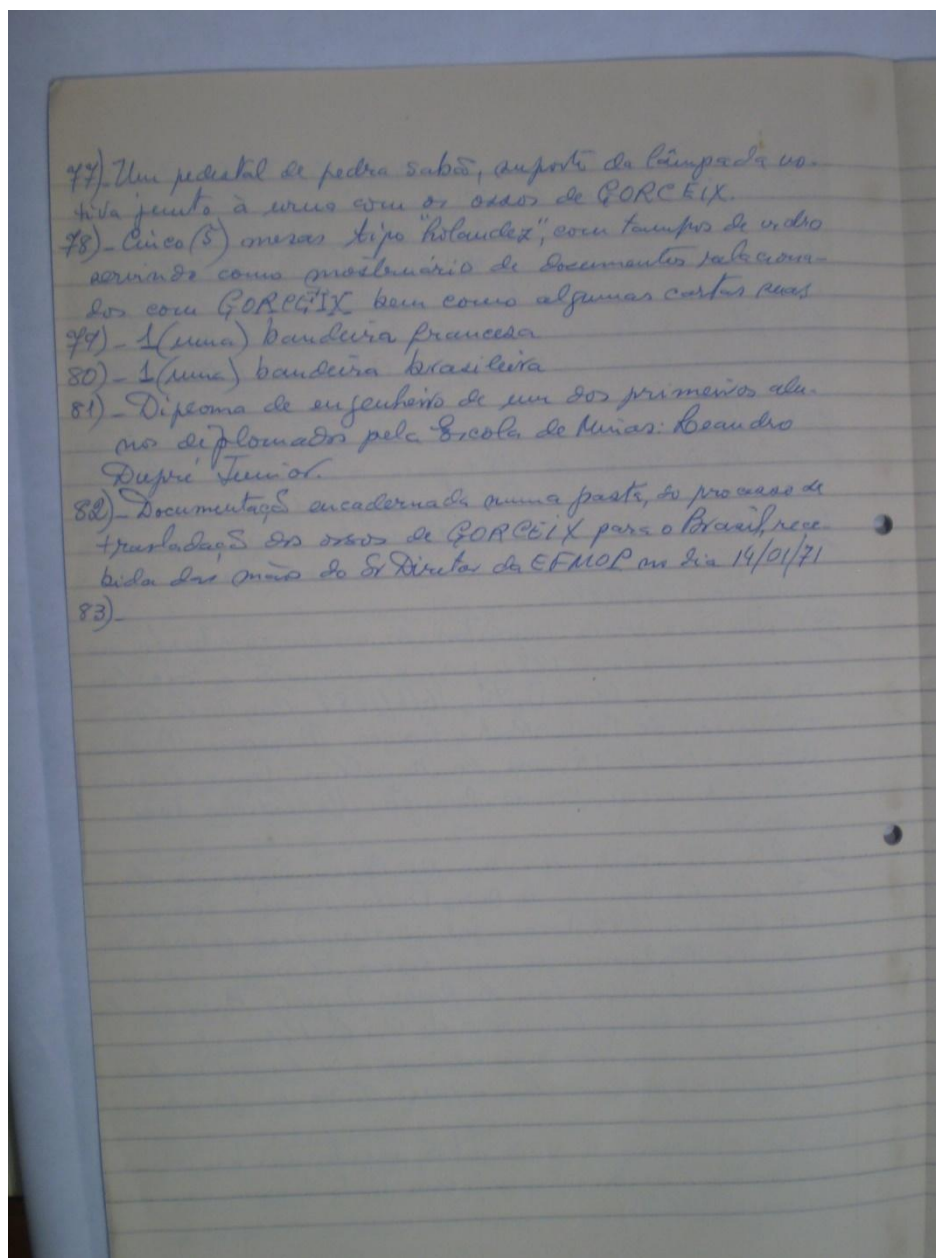 77)- Um pedestal de pedra sabõ, suporte da lâmpada vo-
tiva junto à urna com os ossos de GORCEIX.
78)- Cinco (5) mesas tipo "holandez", com tampos de vidro
servindo como mostruário de documentos relaciona-
dos com GORCEIX bem como algumas cartas suas
79)- 1 (uma) bandeira francesa
80)- 1 (uma) bandeira brasileira
81)- Diploma de engenheiro de um dos primeiros alu-
nos diplomados pela Escola de Minas: Leandro
Dupré Junior.
82)- Documentaçõ encadernada numa pasta, do processo de
trasladaçõ dos ossos de GORCEIX para o Brasil, rece-
bida das mãos do Sr Diretor da EFMOP no dia 14/01/71
83)-